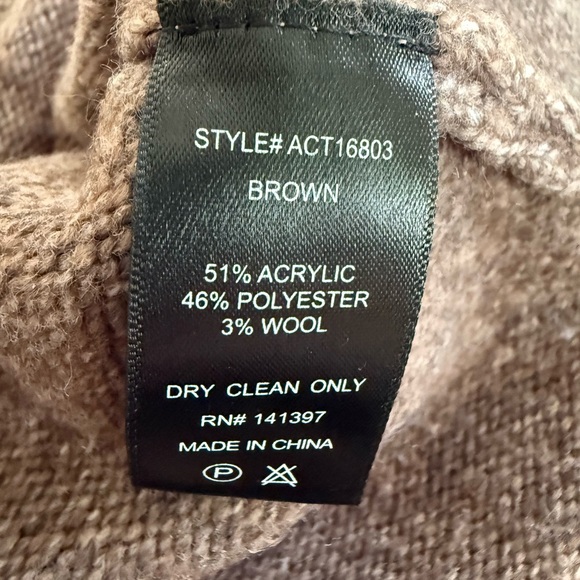 STYLE# ACT16803
BROWN
51% ACRYLIC
46% POLYESTER
3% WOOL
DRY CLEAN ONLY
RN# 141397
MADE IN CHINA
P